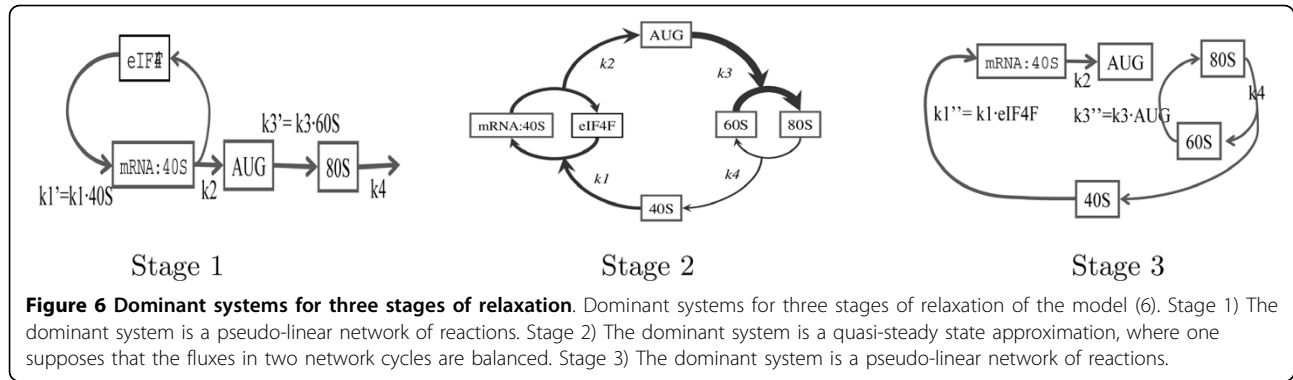 eIF4F
mRNA:40S
AUG
80S
k1'=k1·40S
k2
k3'= k3·60S
k4
Stage 1
AUG
k2
k3
mRNA:40S
eIF4F
60S
80S
k1
k4
40S
Stage 2
mRNA:40S
k2
AUG
80S
k1''= k1·eIF4F
k3''=k3·AUG
k4
60S
40S
Stage 3
Figure 6 Dominant systems for three stages of relaxation. Dominant systems for three stages of relaxation of the model (6). Stage 1) The
dominant system is a pseudo-linear network of reactions. Stage 2) The dominant system is a quasi-steady state approximation, where one
supposes that the fluxes in two network cycles are balanced. Stage 3) The dominant system is a pseudo-linear network of reactions.